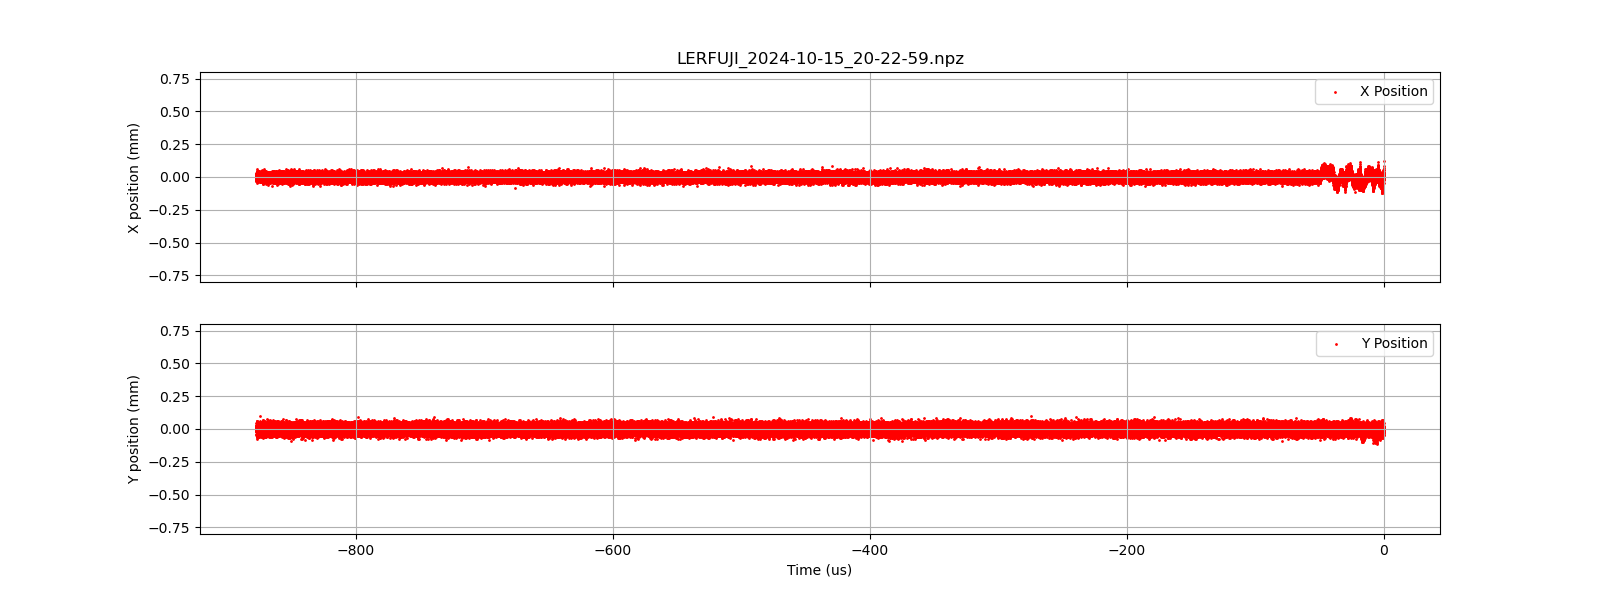 LERFUJI_2024-10-15_20-22-59.npz
X position (mm)
0.75
0.50
0.25
0.00
−0.25
−0.50
−0.75
X Position
Y position (mm)
0.75
0.50
0.25
0.00
−0.25
−0.50
−0.75
Y Position
−800 −600 −400 −200 0
Time (us)